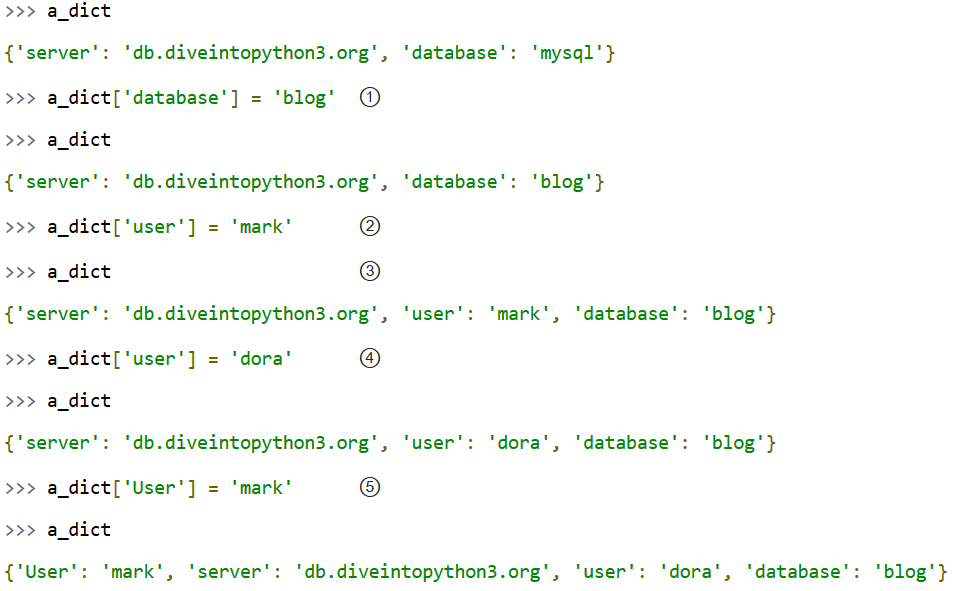 >>> a_dict
{'server': 'db.diveintopython3.org', 'database': 'mysql'}
>>> a_dict['database'] = 'blog' ①
>>> a_dict
{'server': 'db.diveintopython3.org', 'database': 'blog'}
>>> a_dict['user'] = 'mark' ②
>>> a_dict ③
{'server': 'db.diveintopython3.org', 'user': 'mark', 'database': 'blog'}
>>> a_dict['user'] = 'dora' ④
>>> a_dict
{'server': 'db.diveintopython3.org', 'user': 'dora', 'database': 'blog'}
>>> a_dict['User'] = 'mark' ⑤
>>> a_dict
{'User': 'mark', 'server': 'db.diveintopython3.org', 'user': 'dora', 'database': 'blog'}